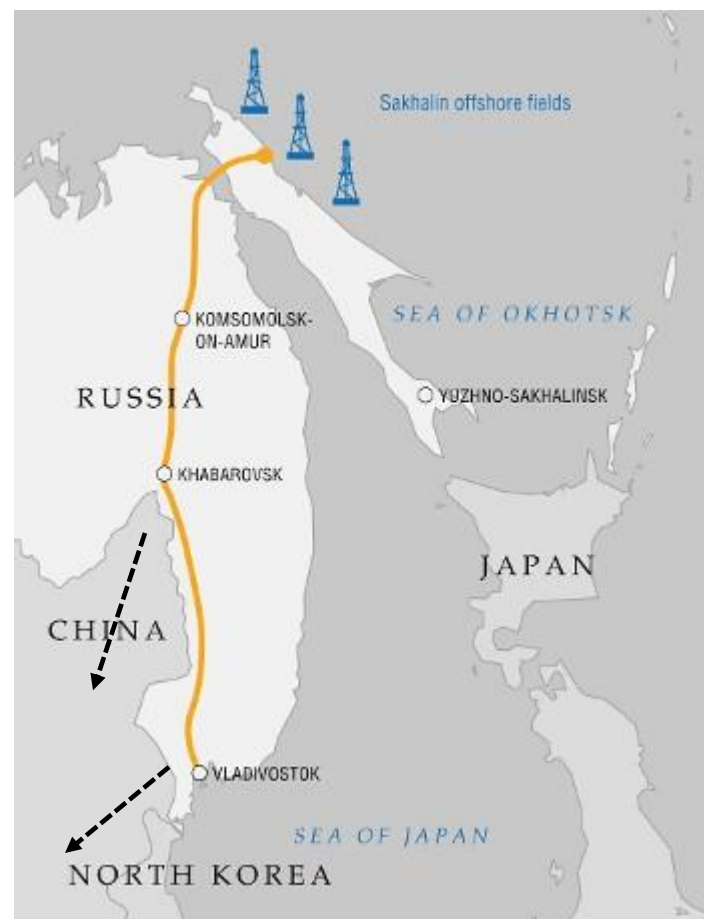 Sakhalin offshore fields
SEA OF OKHOTSK
KOMSOMOLSK-
ON-AMUR
RUSSIA
YUZHNO-SAKHALINSK
KHABAROVSK
JAPAN
CHINA
VLADIVOSTOK
SEA OF JAPAN
NORTH KOREA